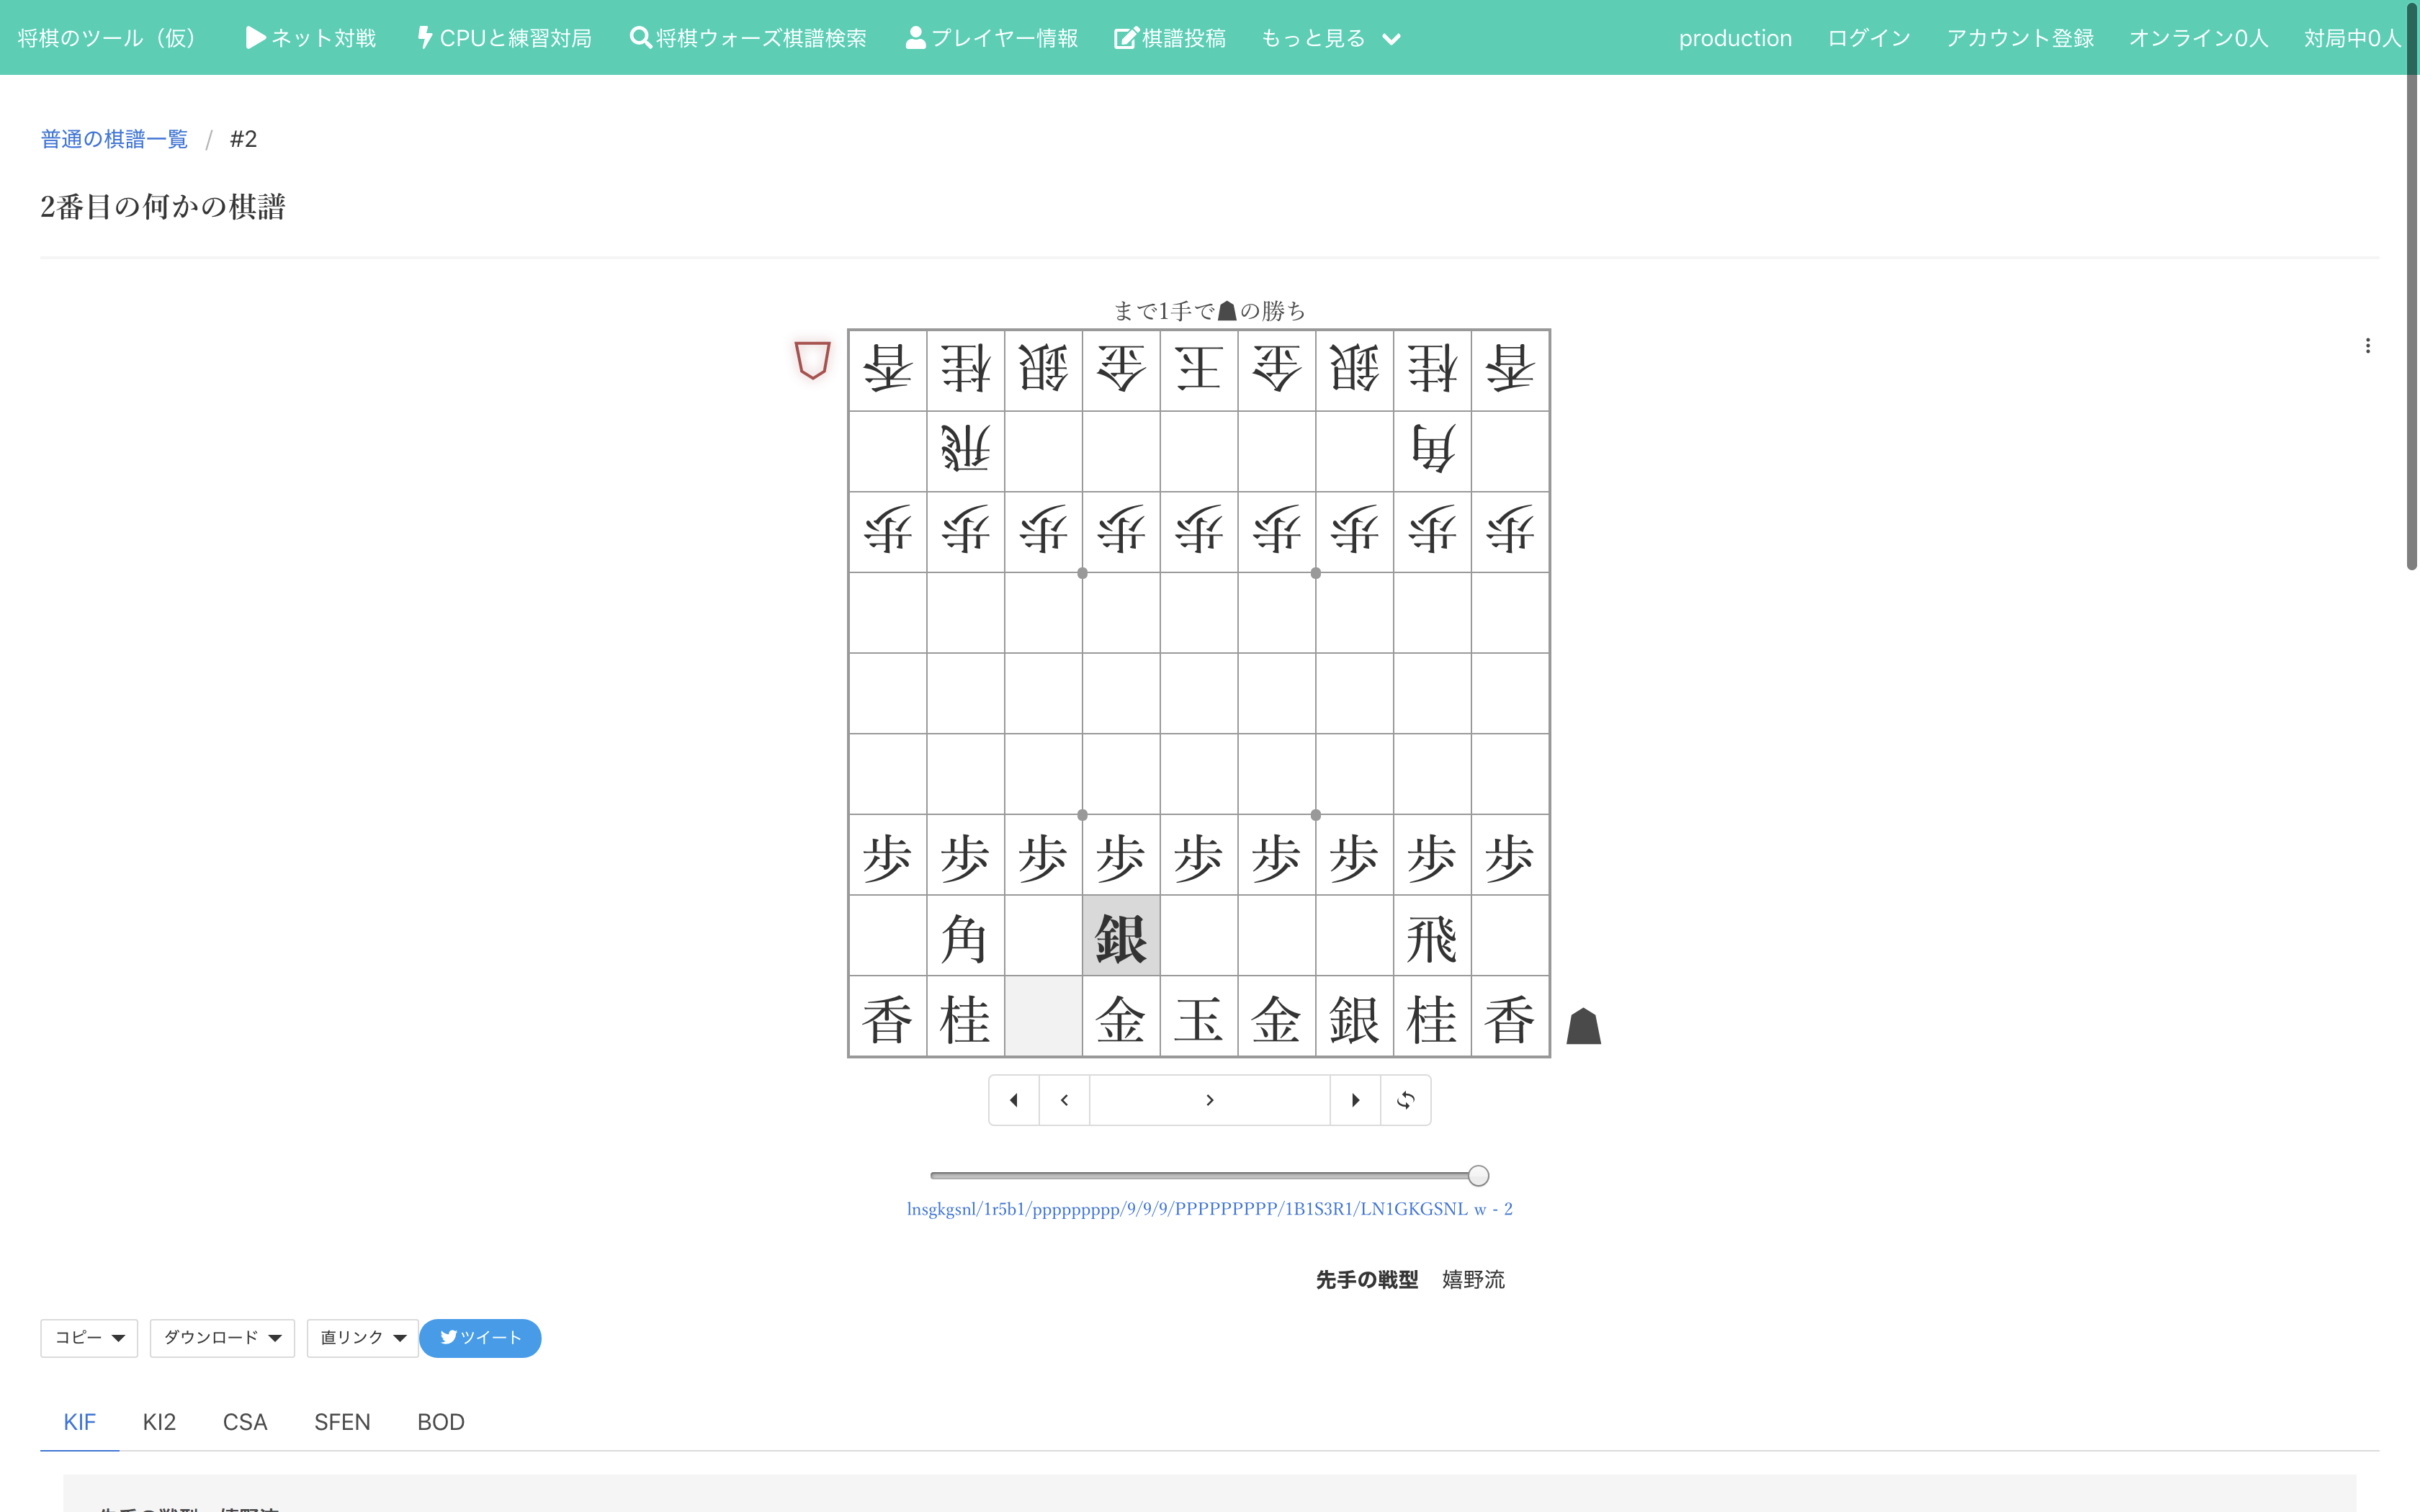 将棋のツール（仮） ネット対戦 CPUと練習対局 将棋ウォーズ棋譜検索 プレイヤー情報 棋譜投稿 もっと見る production ログイン アカウント登録 オンライン0人 対局中0人
普通の棋譜一覧 / #2
2番目の何かの棋譜
まで1手で☗の勝ち
香桂銀金玉金銀桂香
飛角
歩歩歩歩歩歩歩歩歩
歩歩歩歩歩歩歩歩歩
角銀飛
香桂金玉金銀桂香
lnsgkgsnl/1r5b1/ppppppppp/9/9/9/PPPPPPPPP/1B1S3R1/LN1GKGSNL w - 2
先手の戦型 嬉野流
コピー ダウンロード 直リンク ツイート
KIF KI2 CSA SFEN BOD